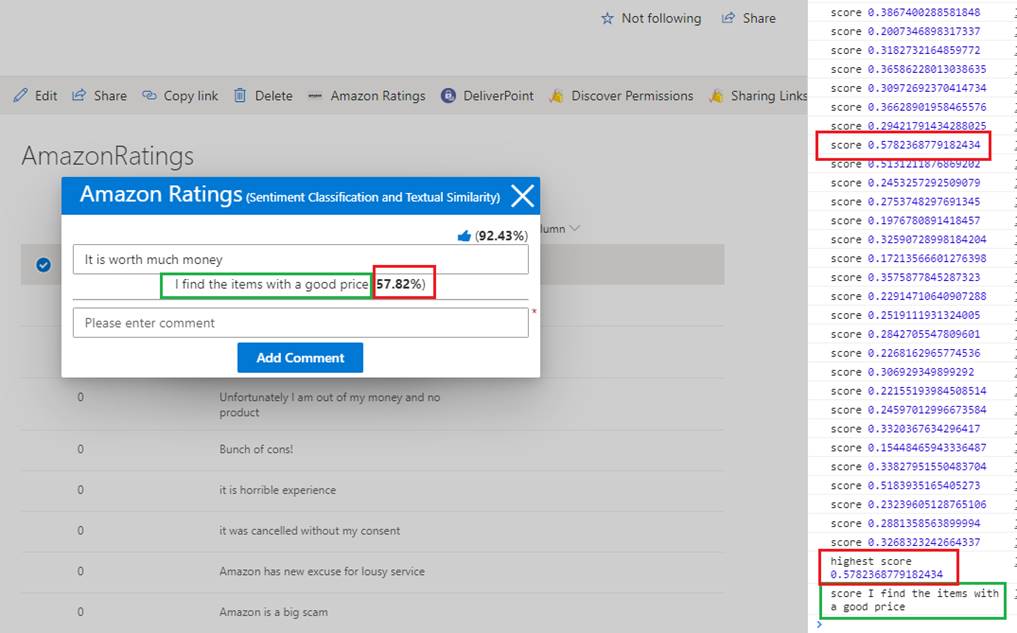 Not following
Share
Edit
Share
Copy link
Delete
Amazon Ratings
DeliverPoint
Discover Permissions
Sharing Links
AmazonRatings
Amazon Ratings (Sentiment Classification and Textual Similarity)
lumn
(92.43%)
It is worth much money
I find the items with a good price
57.82%)
Please enter comment
*
Add Comment
0 Unfortunately I am out of my money and no
product
0 Bunch of cons!
0 it is horrible experience
0 it was cancelled without my consent
0 Amazon has new excuse for lousy service
0 Amazon is a big scam
score 0.3867400288581848
score 0.2007346898317337
score 0.3182732164859772
score 0.36586228013038635
score 0.30972692370414734
score 0.36628901958465576
score 0.29421791434288025
score 0.5782368779182434
score 0.5131211876869202
score 0.2453257292509079
score 0.2753748297691345
score 0.1976780891418457
score 0.32590728998184204
score 0.17213566601276398
score 0.3575877845287323
score 0.22914710640907288
score 0.2519111931324005
score 0.2842705547809601
score 0.2268162965774536
score 0.306929349899292
score 0.22155193984508514
score 0.24597012996673584
score 0.3320367634296417
score 0.15448465943336487
score 0.33827951550483704
score 0.5183935165405273
score 0.23239605128765106
score 0.2881358563899994
score 0.3268323242664337
highest score
0.5782368779182434
score I find the items with
a good price
>